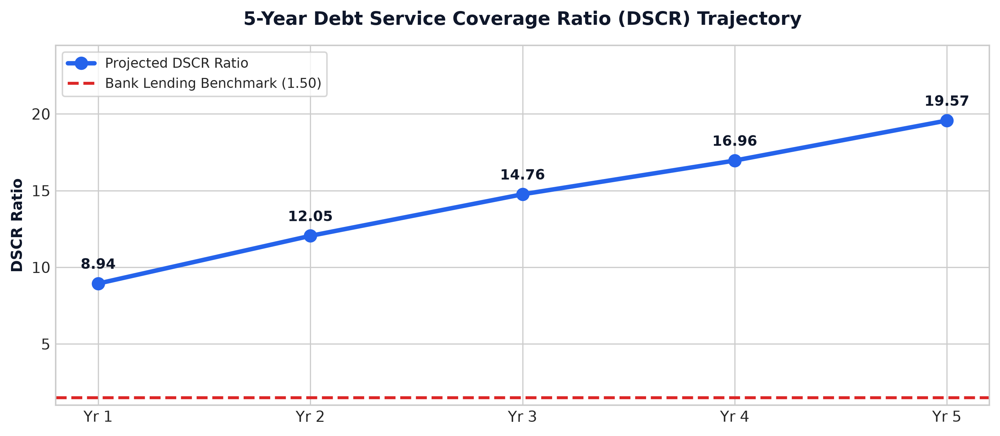 5-Year Debt Service Coverage Ratio (DSCR) Trajectory
Projected DSCR Ratio
Bank Lending Benchmark (1.50)
DSCR Ratio
20
15
10
5
8.94
12.05
14.76
16.96
19.57
Yr 1
Yr 2
Yr 3
Yr 4
Yr 5